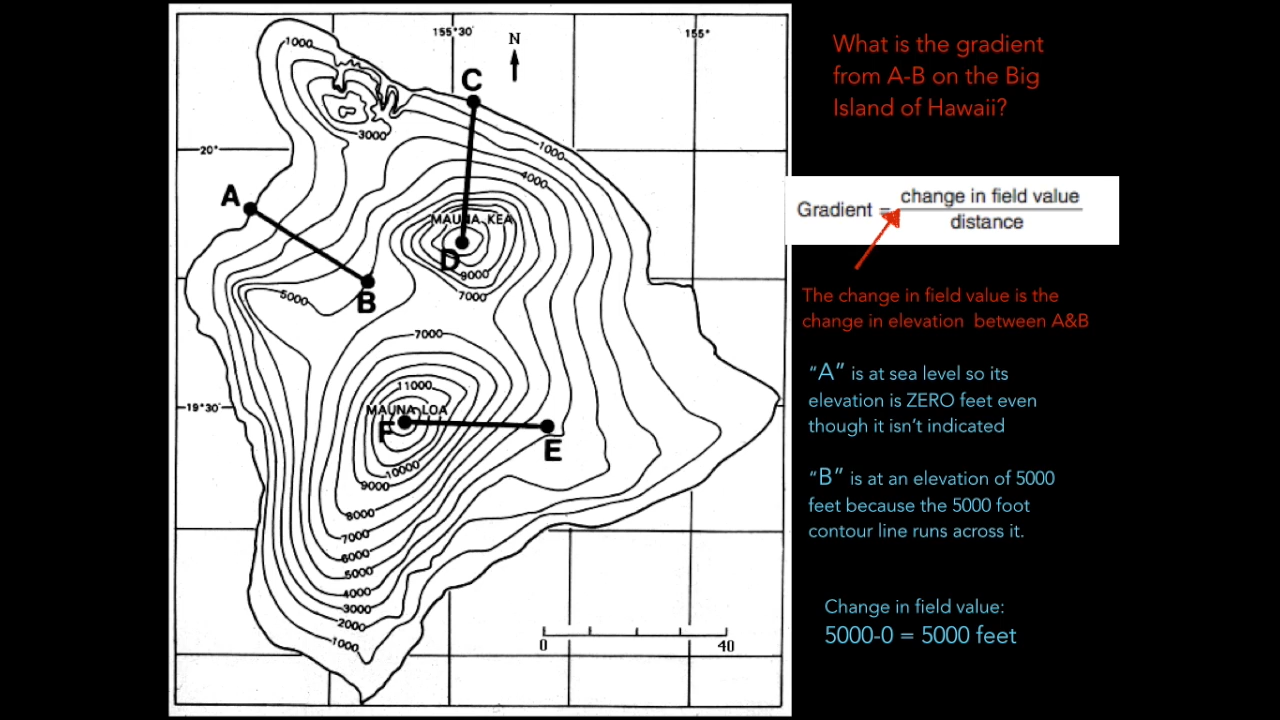 155°30'
155°
N
1000
C
3000
1000
20°
4000
A
MAUNA KEA
D
9000
5000
B
7000
7000
11000
MAUNA LOA
19°30'
F
E
10000
9000
8000
7000
6000
5000
4000
3000
2000
1000
0
40
What is the gradient
from A-B on the Big
Island of Hawaii?
Gradient = change in field value
distance
The change in field value is the
change in elevation between A&B
“A” is at sea level so its
elevation is ZERO feet even
though it isn’t indicated
“B” is at an elevation of 5000
feet because the 5000 foot
contour line runs across it.
Change in field value:
5000-0 = 5000 feet